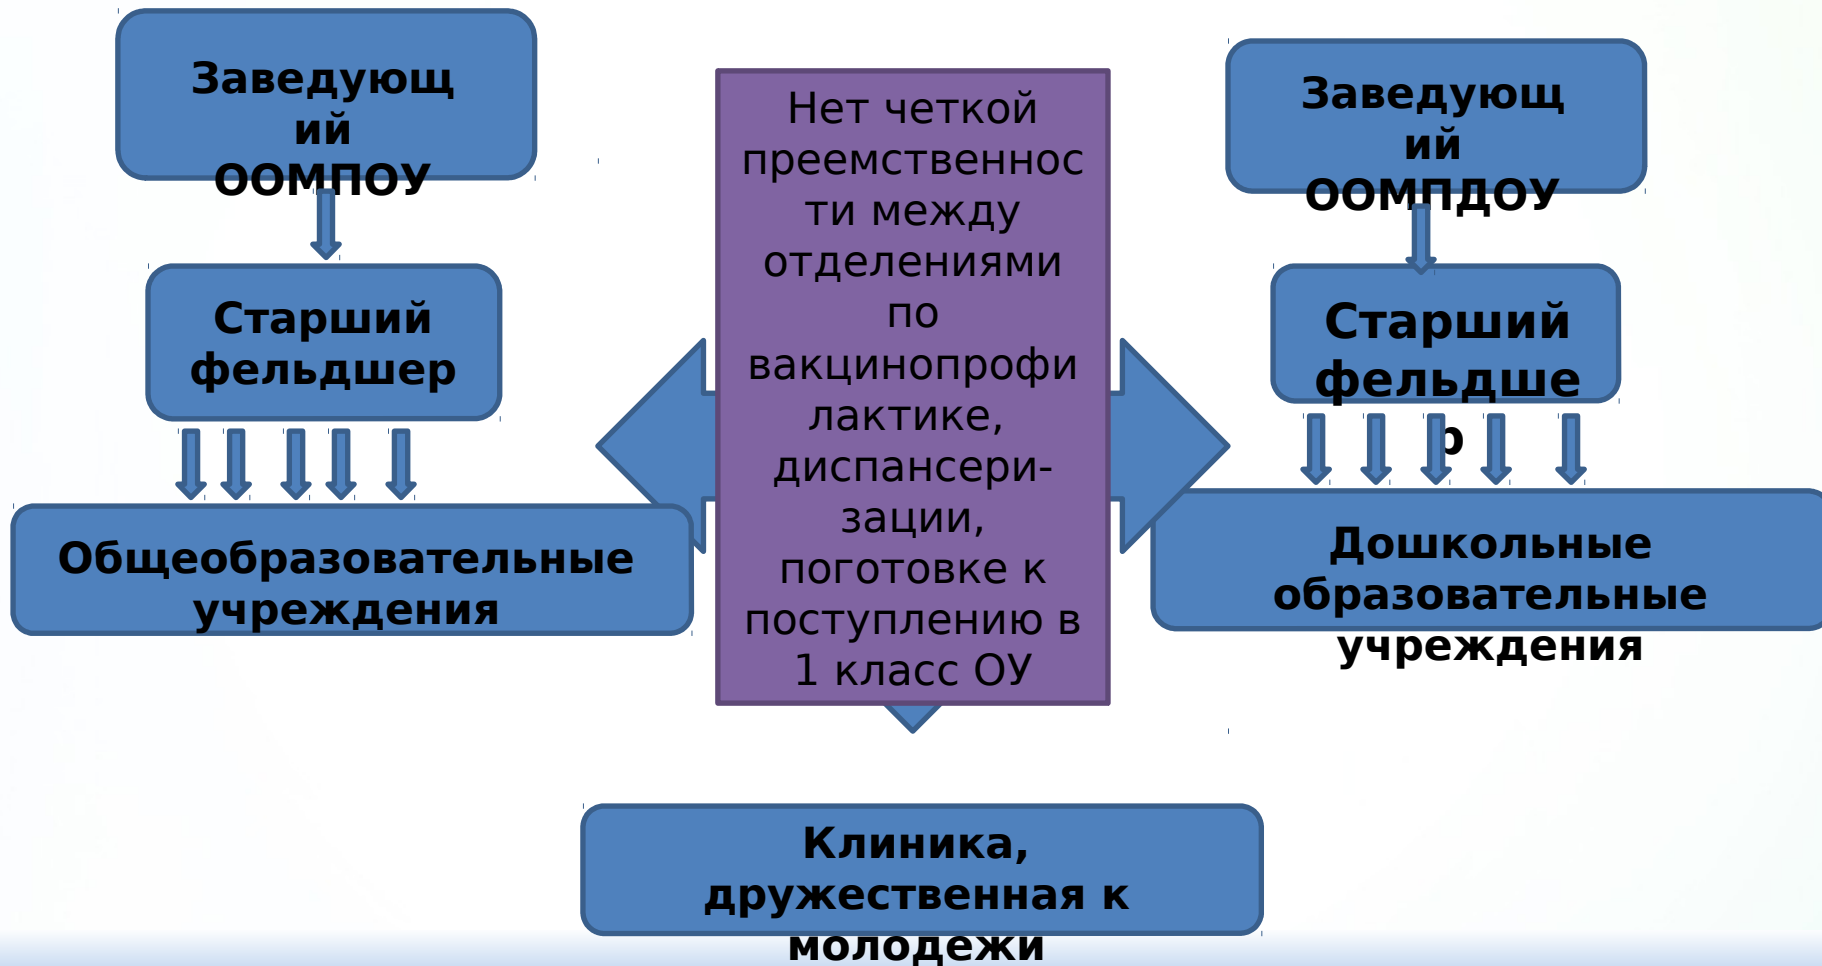 Заведующ
ий
ООМПОУ
Старший
фельдшер
Общеобразовательные
учреждения
Нет четкой
преемственнос
ти между
отделениями
по
вакцинопрофи
лактике,
диспансери-
зации,
поготовке к
поступлению в
1 класс ОУ
Заведующ
ий
ООМПДОУ
Старший
фельдше
р
Дошкольные
образовательные
учреждения
Клиника,
дружественная к
молодежи